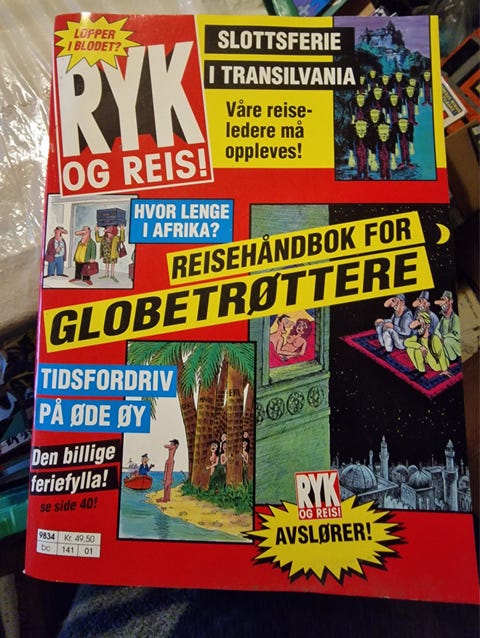 LOPPER
I BLODET?
RYK
OG REIS!
SLOTTSFERIE
I TRANSILVANIA
Våre reise-
ledere må
oppleves!
HVOR LENGE
I AFRIKA?
REISEHÅNDBOK FOR
GLOBETRØTTERE
TIDSFORDRIV
PÅ ØDE ØY
Den billige
feriefylla!
se side 40!
RYK
OG REIS!
AVSLØRER!
9834 Kr. 49,50
bc 141 01